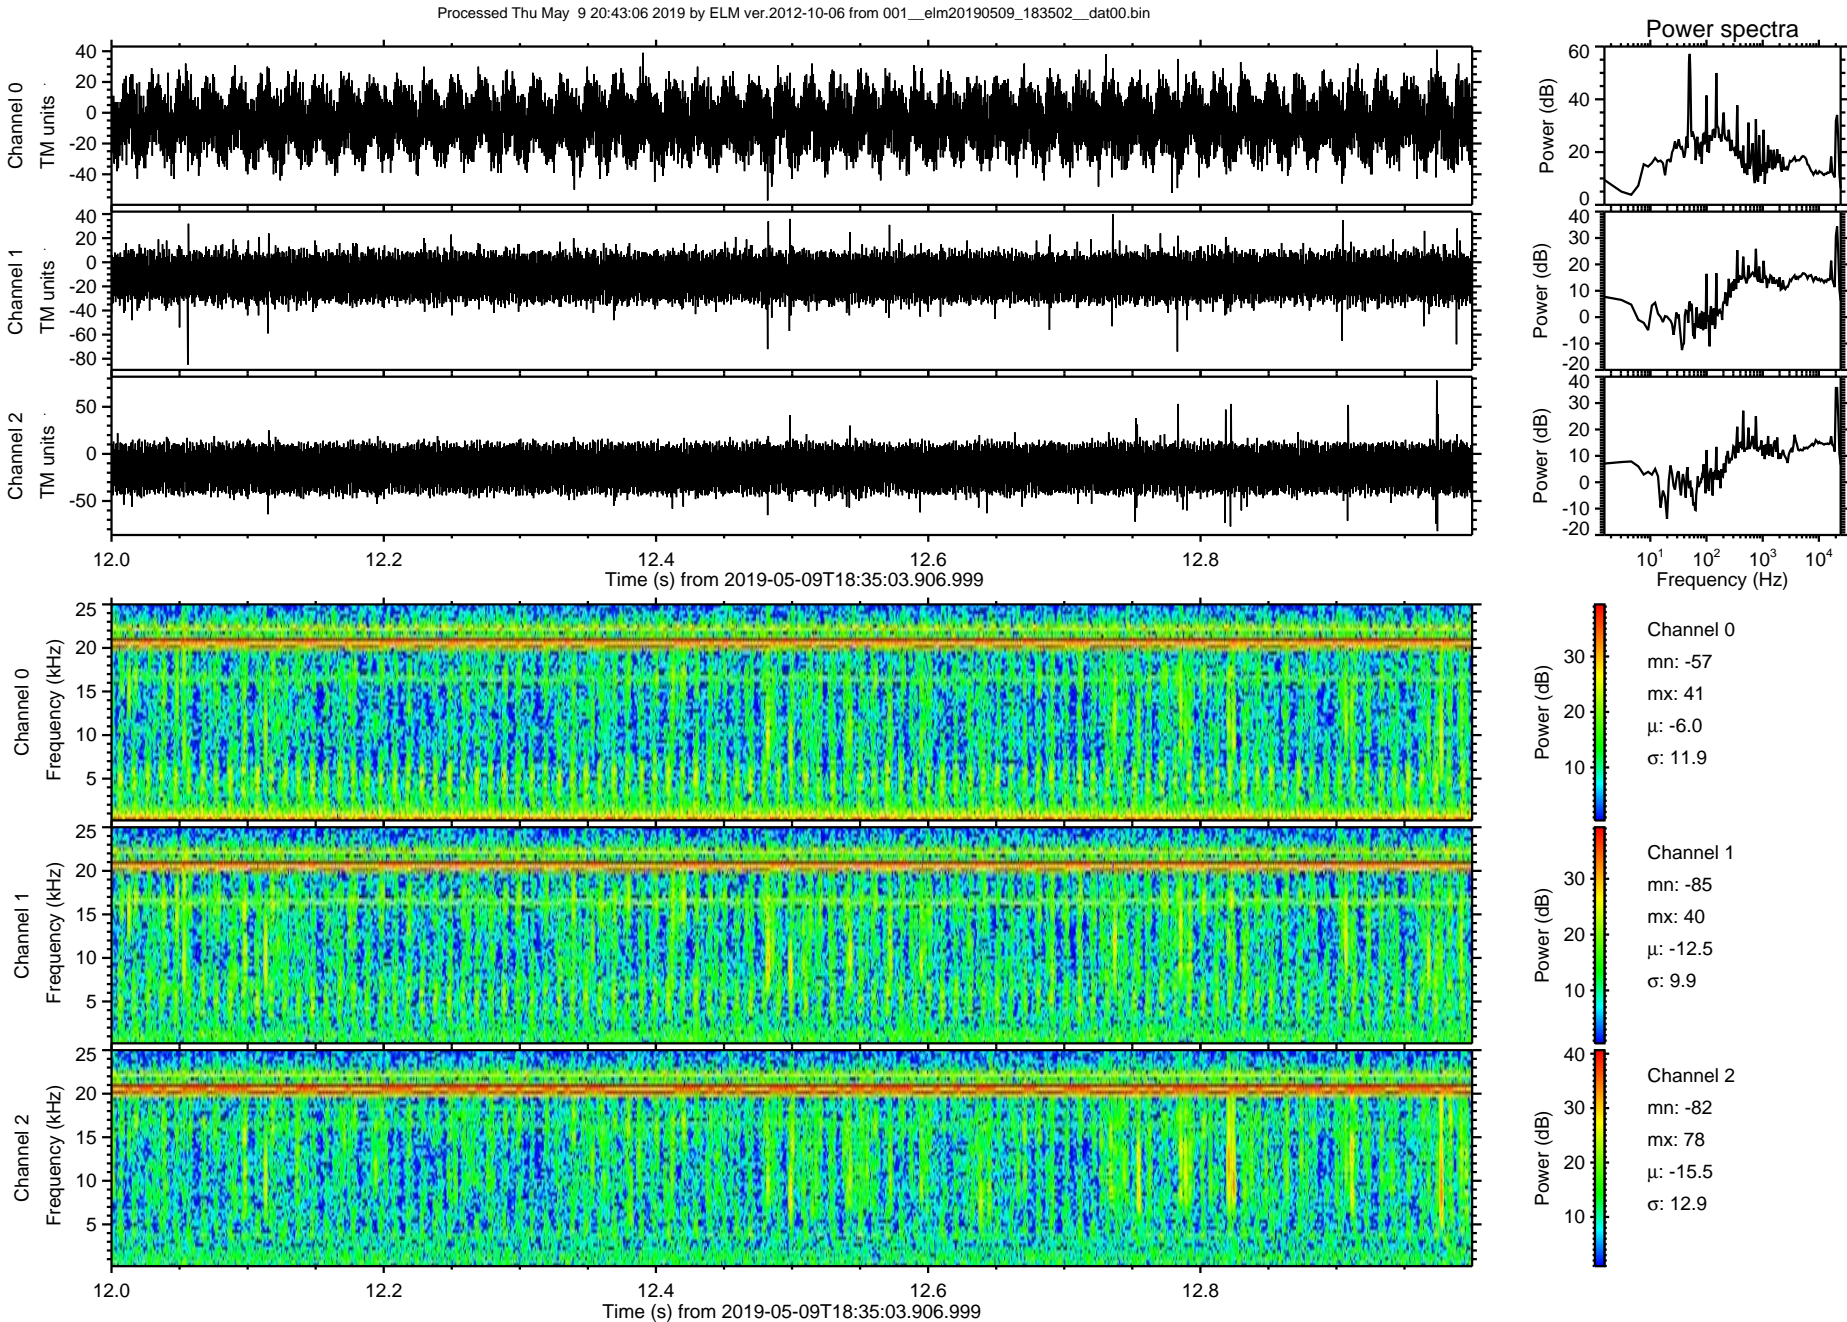 Processed Thu May  9 20:43:06 2019 by ELM ver.2012-10-06 from 001__elm20190509_183502__dat00.bin
Power spectra
Channel 0
TM units
40
20
0
-20
-40
Power (dB)
60
40
20
0
Channel 1
TM units
40
20
0
-20
-40
-60
-80
Power (dB)
40
30
20
10
0
-10
-20
Channel 2
TM units
50
0
-50
Power (dB)
40
30
20
10
0
-10
-20
12.0 12.2 12.4 12.6 12.8
Time (s) from 2019-05-09T18:35:03.906.999
10¹ 10² 10³ 10⁴
Frequency (Hz)
Channel 0
Frequency (kHz)
25
20
15
10
5
Power (dB)
30
20
10
Channel 0
mn: -57
mx: 41
μ: -6.0
σ: 11.9
Channel 1
Frequency (kHz)
25
20
15
10
5
Power (dB)
30
20
10
Channel 1
mn: -85
mx: 40
μ: -12.5
σ: 9.9
Channel 2
Frequency (kHz)
25
20
15
10
5
Power (dB)
40
30
20
10
Channel 2
mn: -82
mx: 78
μ: -15.5
σ: 12.9
12.0 12.2 12.4 12.6 12.8
Time (s) from 2019-05-09T18:35:03.906.999